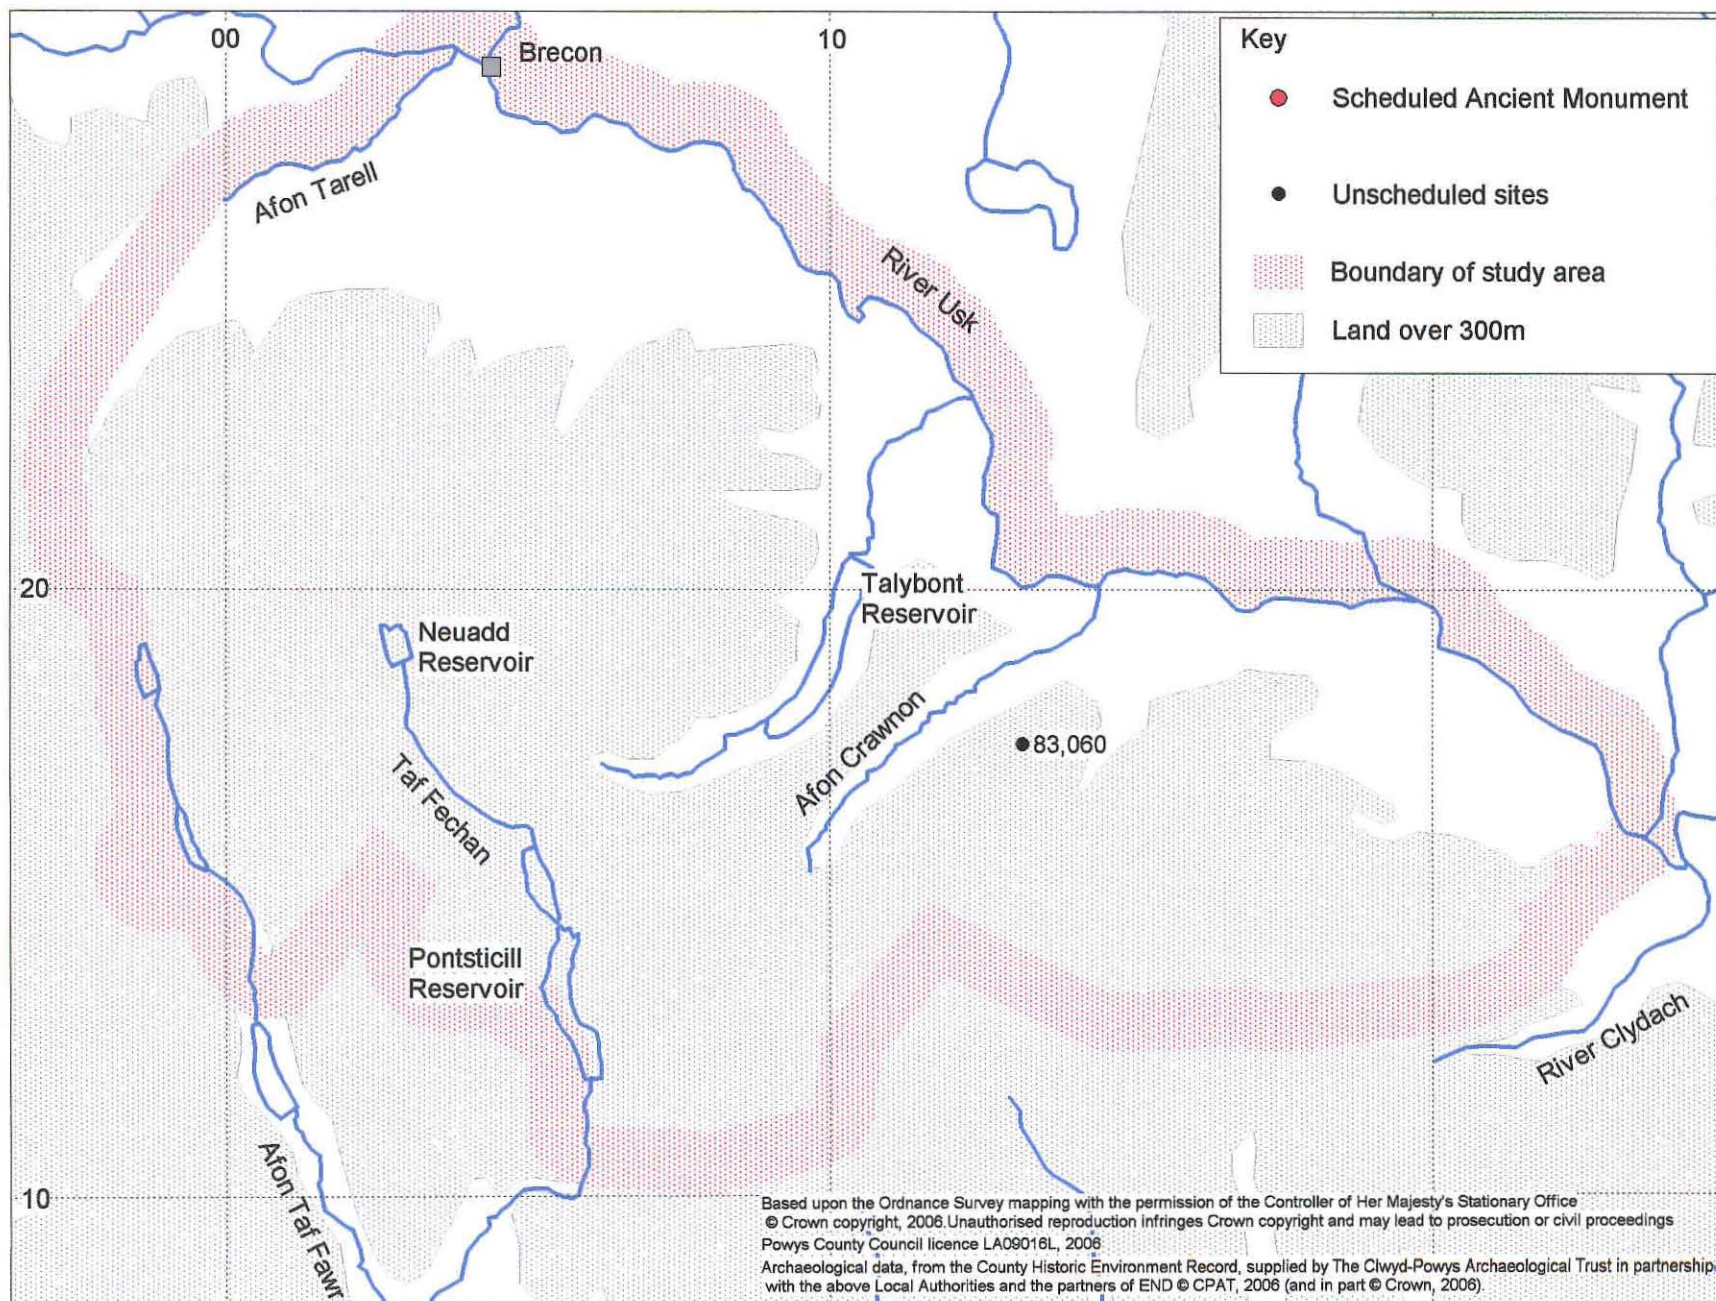 00
10
Brecon
Key
Scheduled Ancient Monument
Unscheduled sites
Boundary of study area
Land over 300m
Afon Tarell
River Usk
20
Talybont
Reservoir
Neuadd
Reservoir
Afon Crawnon
83,060
Taf Fechan
Pontsticill
Reservoir
River Clydach
Afon Taf Fawr
10
Based upon the Ordnance Survey mapping with the permission of the Controller of Her Majesty's Stationary Office
© Crown copyright, 2006.Unauthorised reproduction infringes Crown copyright and may lead to prosecution or civil proceedings
Powys County Council licence LA09016L, 2006
Archaeological data, from the County Historic Environment Record, supplied by The Clwyd-Powys Archaeological Trust in partnership
with the above Local Authorities and the partners of END © CPAT, 2006 (and in part © Crown, 2006).